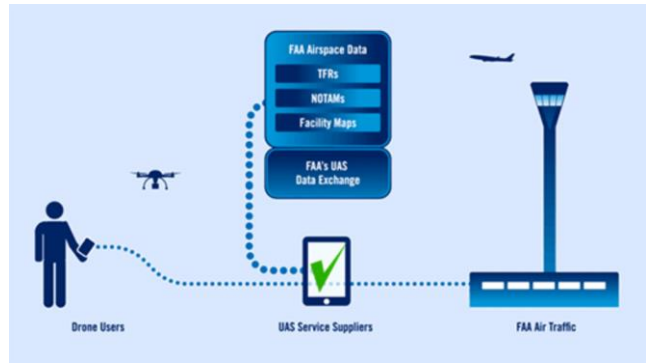 FAA Airspace Data
TFRs
NOTAMs
Facility Maps
FAA's UAS
Data Exchange
Drone Users
UAS Service Suppliers
FAA Air Traffic